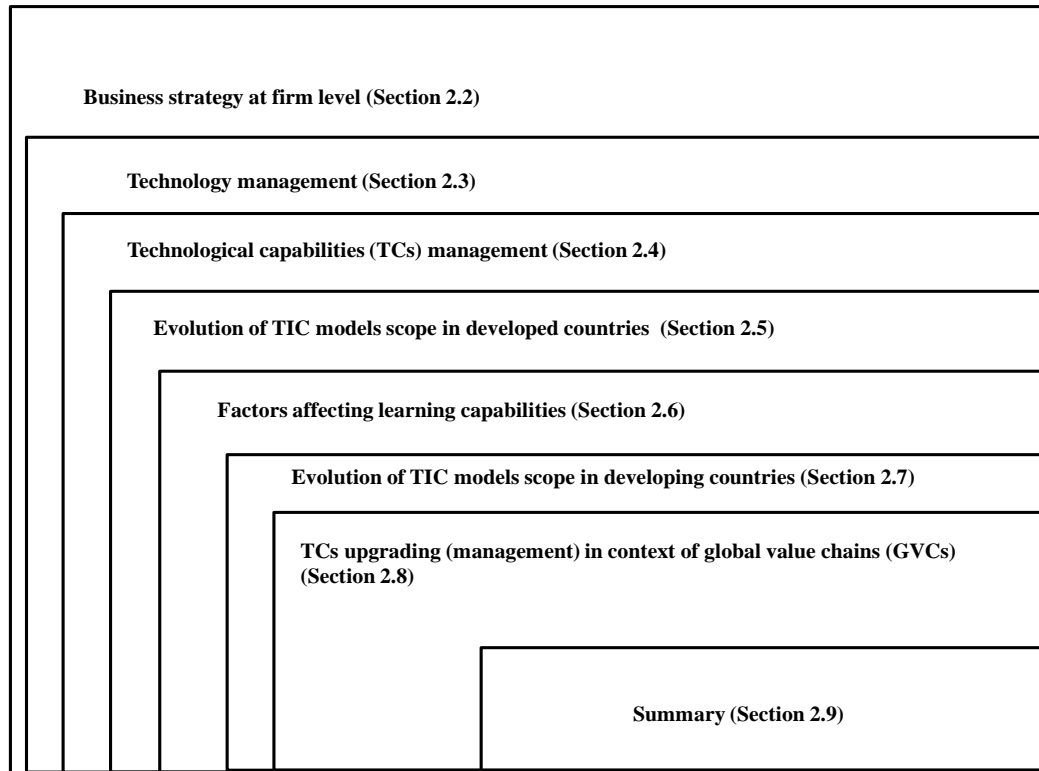 Business strategy at firm level (Section 2.2)
Technology management (Section 2.3)
Technological capabilities (TCs) management (Section 2.4)
Evolution of TIC models scope in developed countries  (Section 2.5)
Factors affecting learning capabilities (Section 2.6)
Evolution of TIC models scope in developing countries (Section 2.7)
TCs upgrading (management) in context of global value chains (GVCs)
(Section 2.8)
Summary (Section 2.9)